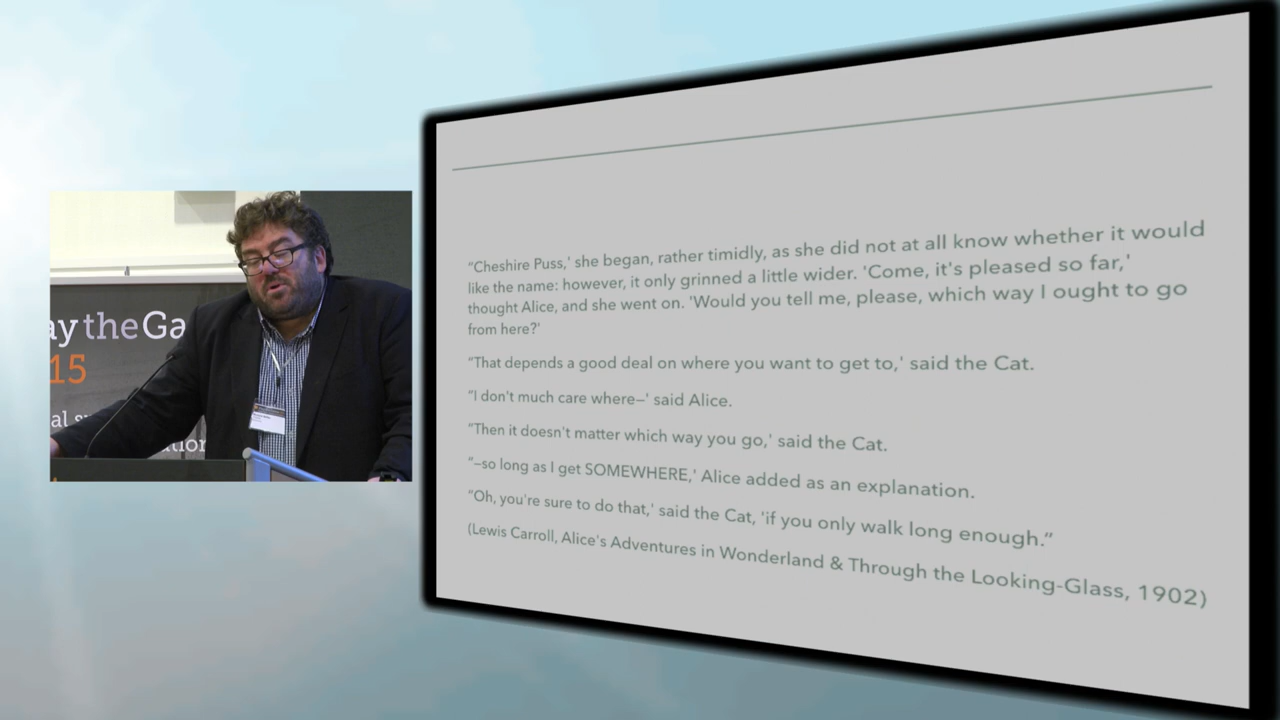 ay the Ga
15
al s
ation
“Cheshire Puss,' she began, rather timidly, as she did not at all know whether it would
like the name: however, it only grinned a little wider. 'Come, it's pleased so far,'
thought Alice, and she went on. 'Would you tell me, please, which way I ought to go
from here?'
“That depends a good deal on where you want to get to,' said the Cat.
“I don't much care where—' said Alice.
“Then it doesn't matter which way you go,' said the Cat.
“—so long as I get SOMEWHERE,' Alice added as an explanation.
“Oh, you're sure to do that,' said the Cat, 'if you only walk long enough.”
(Lewis Carroll, Alice's Adventures in Wonderland & Through the Looking-Glass, 1902)